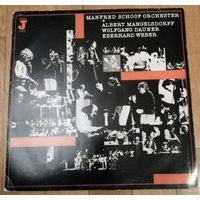 J
MANFRED SCHOOF ORCHESTER
ALBERT MANGELSDORFF
WOLFGANG DAUNER
EBERHARD WEBER